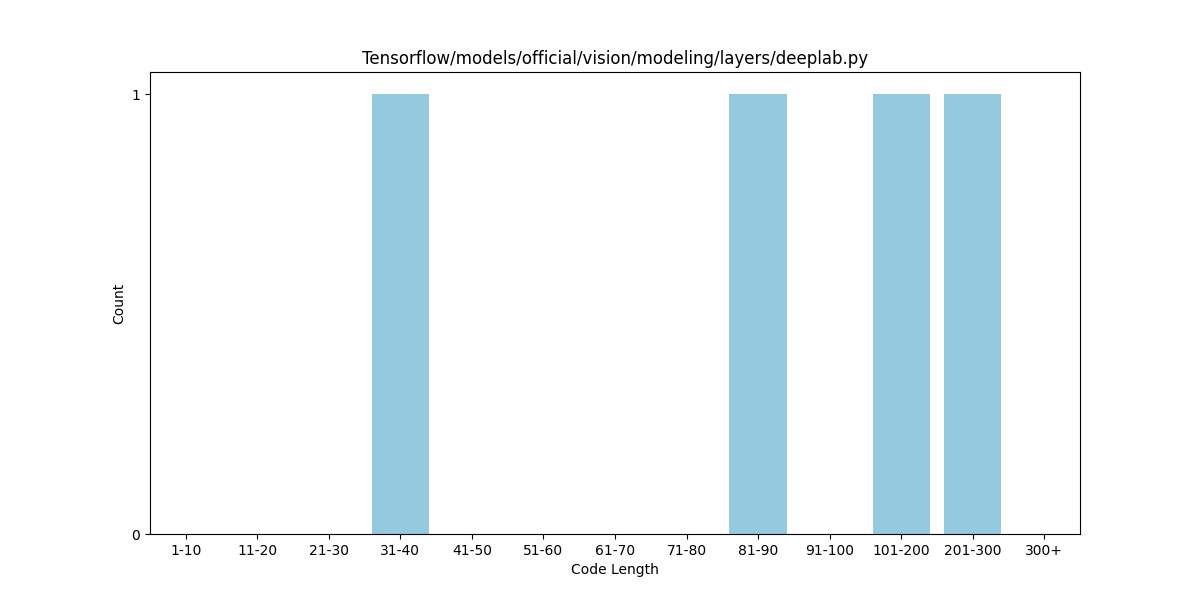 Tensorflow/models/official/vision/modeling/layers/deeplab.py
1
Count
0
1-10 11-20 21-30 31-40 41-50 51-60 61-70 71-80 81-90 91-100 101-200 201-300 300+
Code Length